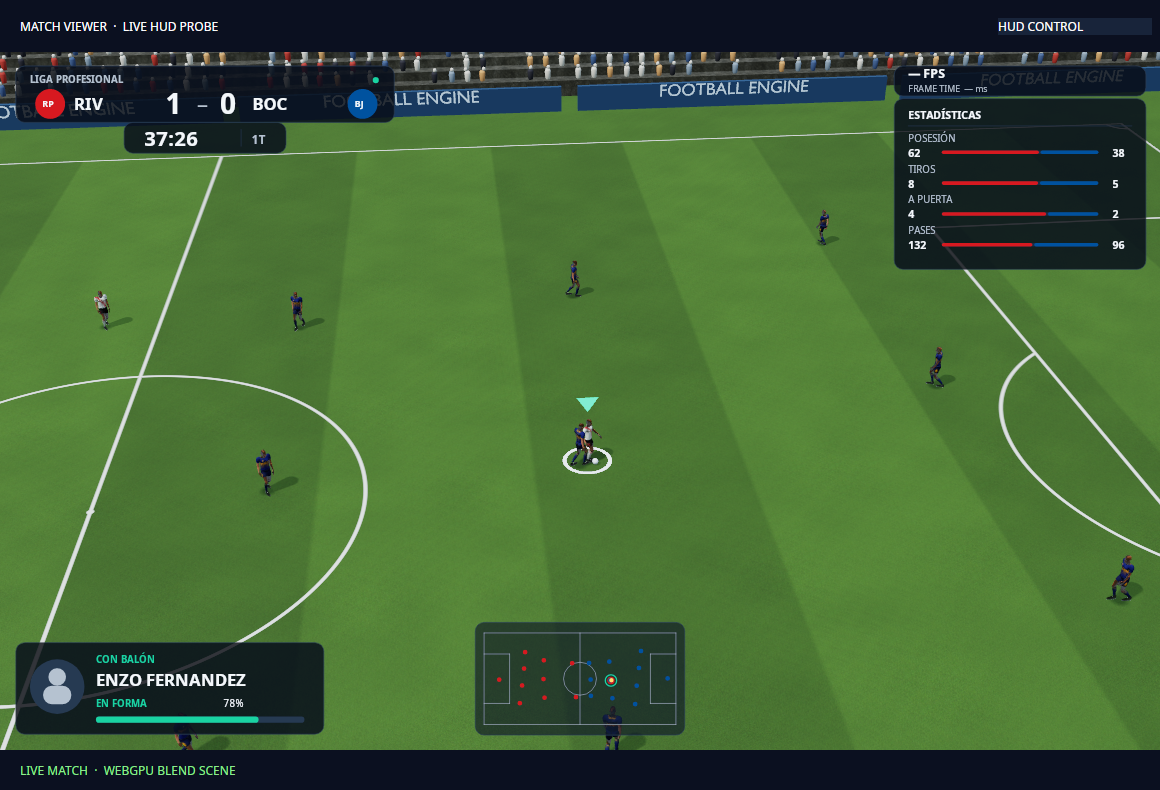 MATCH VIEWER · LIVE HUD PROBE
HUD CONTROL
LIGA PROFESIONAL
RP RIV 1 – 0 BOC BJ
37:26 1T
FOOTBALL ENGINE
FOOTBALL ENGINE
FOOTBALL ENGINE
— FPS
FRAME TIME — ms
ESTADÍSTICAS
POSESIÓN
62 38
TIROS
8 5
A PUERTA
4 2
PASES
132 96
CON BALÓN
ENZO FERNANDEZ
EN FORMA 78%
LIVE MATCH · WEBGPU BLEND SCENE